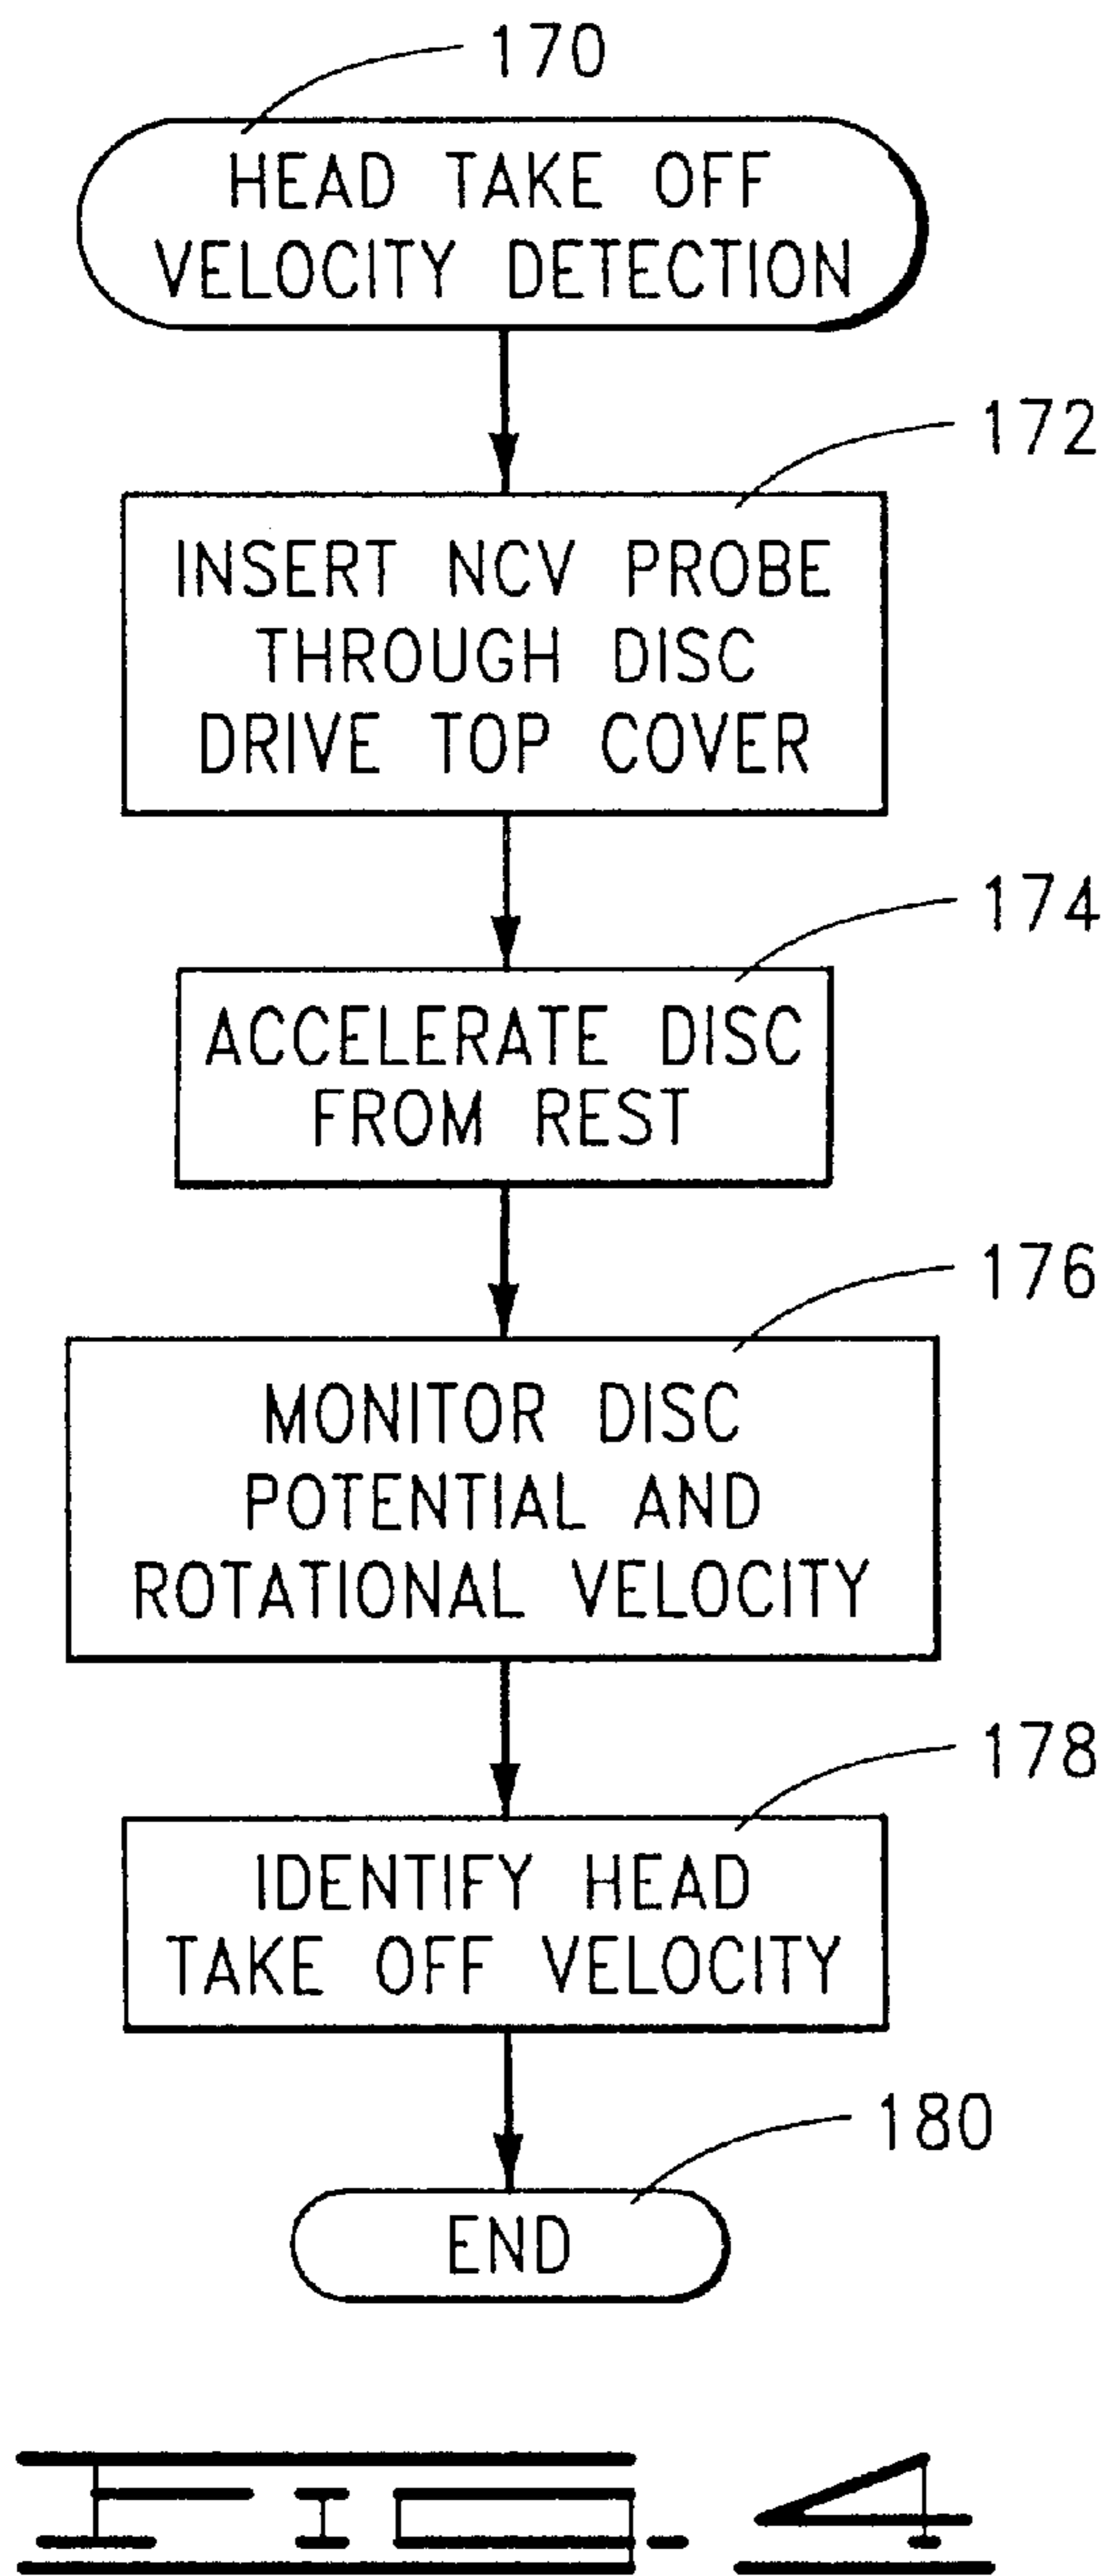 170
HEAD TAKE OFF
VELOCITY DETECTION
172
INSERT NCV PROBE
THROUGH DISC
DRIVE TOP COVER
174
ACCELERATE DISC
FROM REST
176
MONITOR DISC
POTENTIAL AND
ROTATIONAL VELOCITY
178
IDENTIFY HEAD
TAKE OFF VELOCITY
180
END
FIG. 4